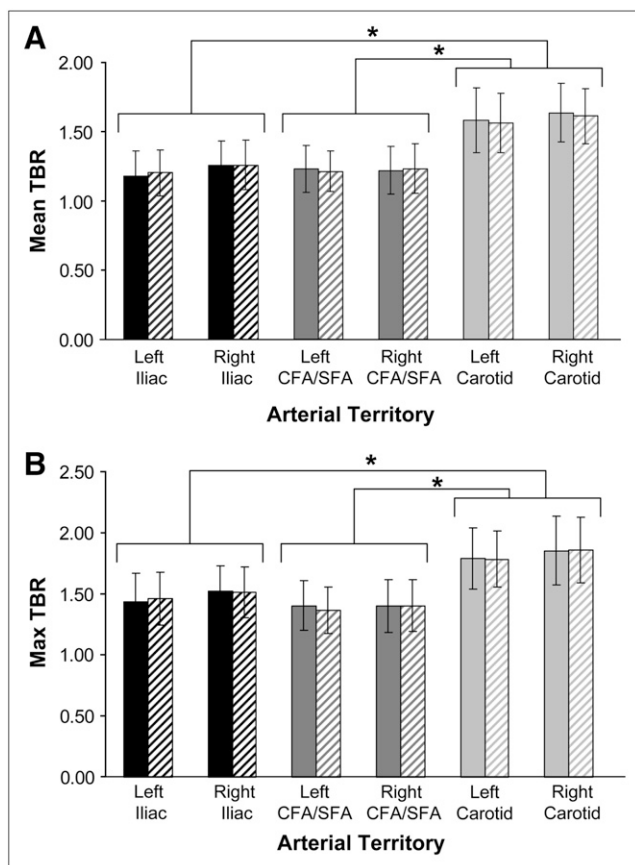 A
*
*
2.00
1.50
1.00
0.50
0.00
Mean TBR
Left Iliac
Right Iliac
Left CFA/SFA
Right CFA/SFA
Left Carotid
Right Carotid
Arterial Territory
B
*
*
2.50
2.00
1.50
1.00
0.50
0.00
Max TBR
Left Iliac
Right Iliac
Left CFA/SFA
Right CFA/SFA
Left Carotid
Right Carotid
Arterial Territory